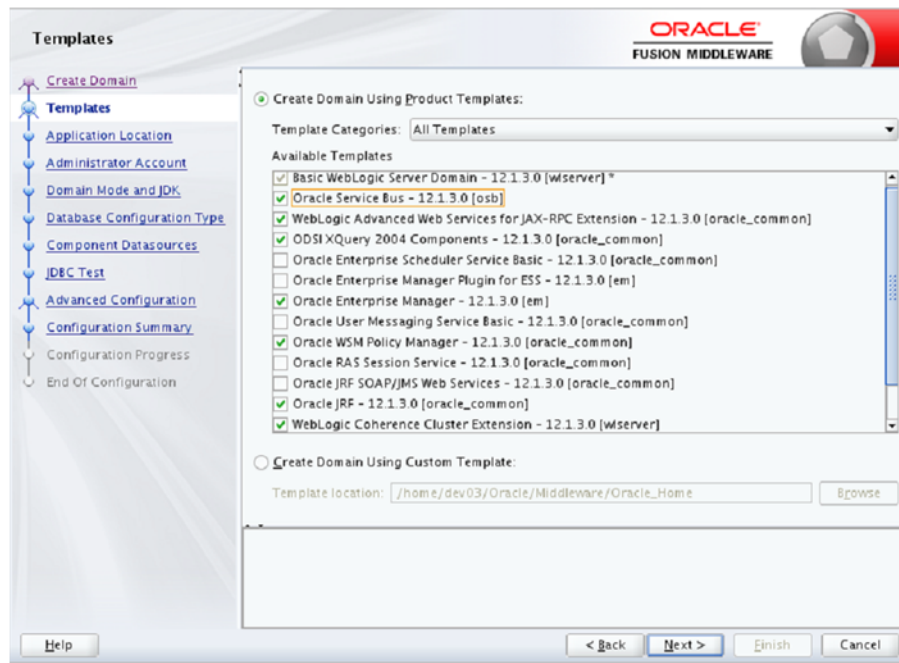 Templates
ORACLE
FUSION MIDDLEWARE
Create Domain
Templates
Application Location
Administrator Account
Domain Mode and JDK
Database Configuration Type
Component Datasources
JDBC Test
Advanced Configuration
Configuration Summary
Configuration Progress
End Of Configuration
Create Domain Using Product Templates:
Template Categories: All Templates
Available Templates
Basic WebLogic Server Domain - 12.1.3.0 [wlserver] *
Oracle Service Bus - 12.1.3.0 [osb]
WebLogic Advanced Web Services for JAX-RPC Extension - 12.1.3.0 [oracle_common]
ODSI XQuery 2004 Components - 12.1.3.0 [oracle_common]
Oracle Enterprise Scheduler Service Basic - 12.1.3.0 [oracle_common]
Oracle Enterprise Manager Plugin for ESS - 12.1.3.0 [em]
Oracle Enterprise Manager - 12.1.3.0 [em]
Oracle User Messaging Service Basic - 12.1.3.0 [oracle_common]
Oracle WSM Policy Manager - 12.1.3.0 [oracle_common]
Oracle RAS Session Service - 12.1.3.0 [oracle_common]
Oracle JRF SOAP/JMS Web Services - 12.1.3.0 [oracle_common]
Oracle JRF - 12.1.3.0 [oracle_common]
WebLogic Coherence Cluster Extension - 12.1.3.0 [wlserver]
Create Domain Using Custom Template:
Template location: /home/dev03/Oracle/Middleware/Oracle_Home Browse
Help < Back Next > Finish Cancel